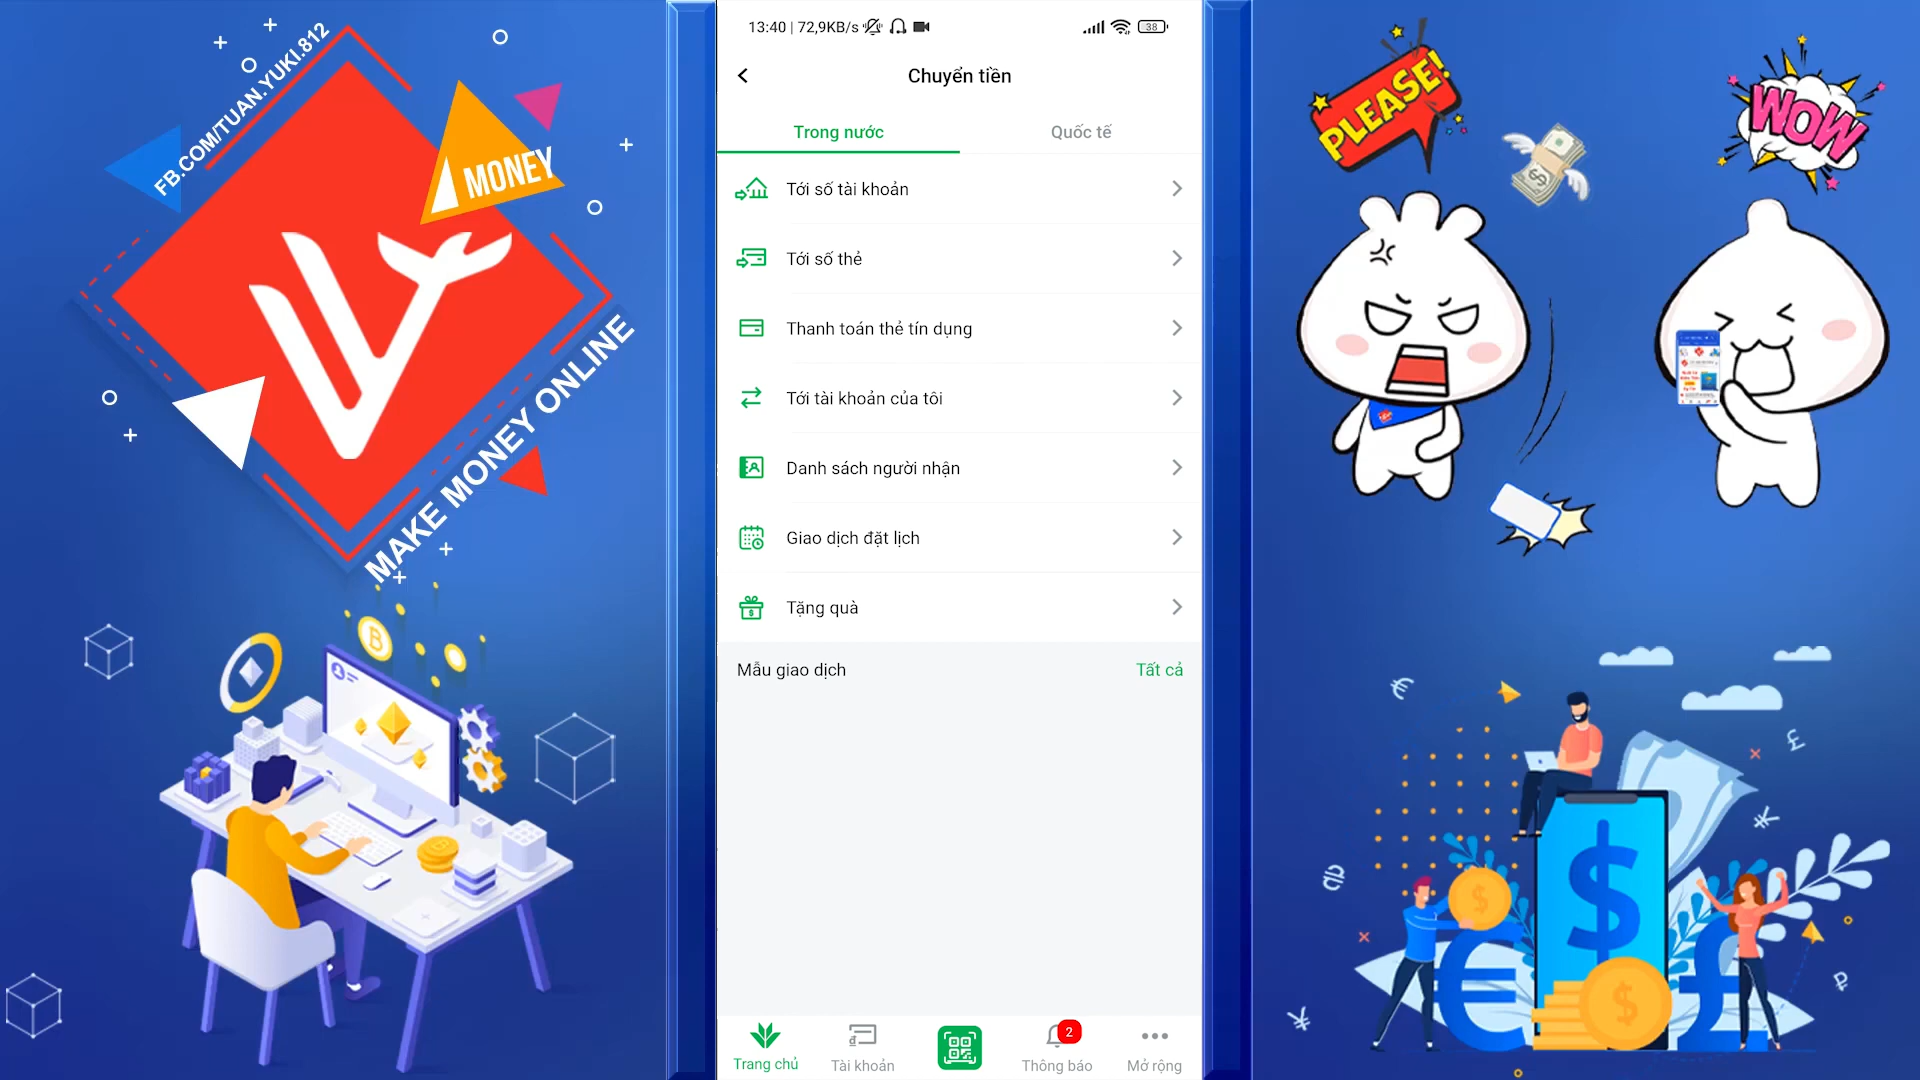 FB.COM/TUAN.YUKI.812
MONEY
MAKE MONEY ONLINE
13:40 | 72,9KB/s
38
Chuyển tiền
Trong nước
Quốc tế
Tới số tài khoản
Tới số thẻ
Thanh toán thẻ tín dụng
Tới tài khoản của tôi
Danh sách người nhận
Giao dịch đặt lịch
Tặng quà
Mẫu giao dịch
Tất cả
Trang chủ
Tài khoản
2
Thông báo
Mở rộng
PLEASE!
WOW